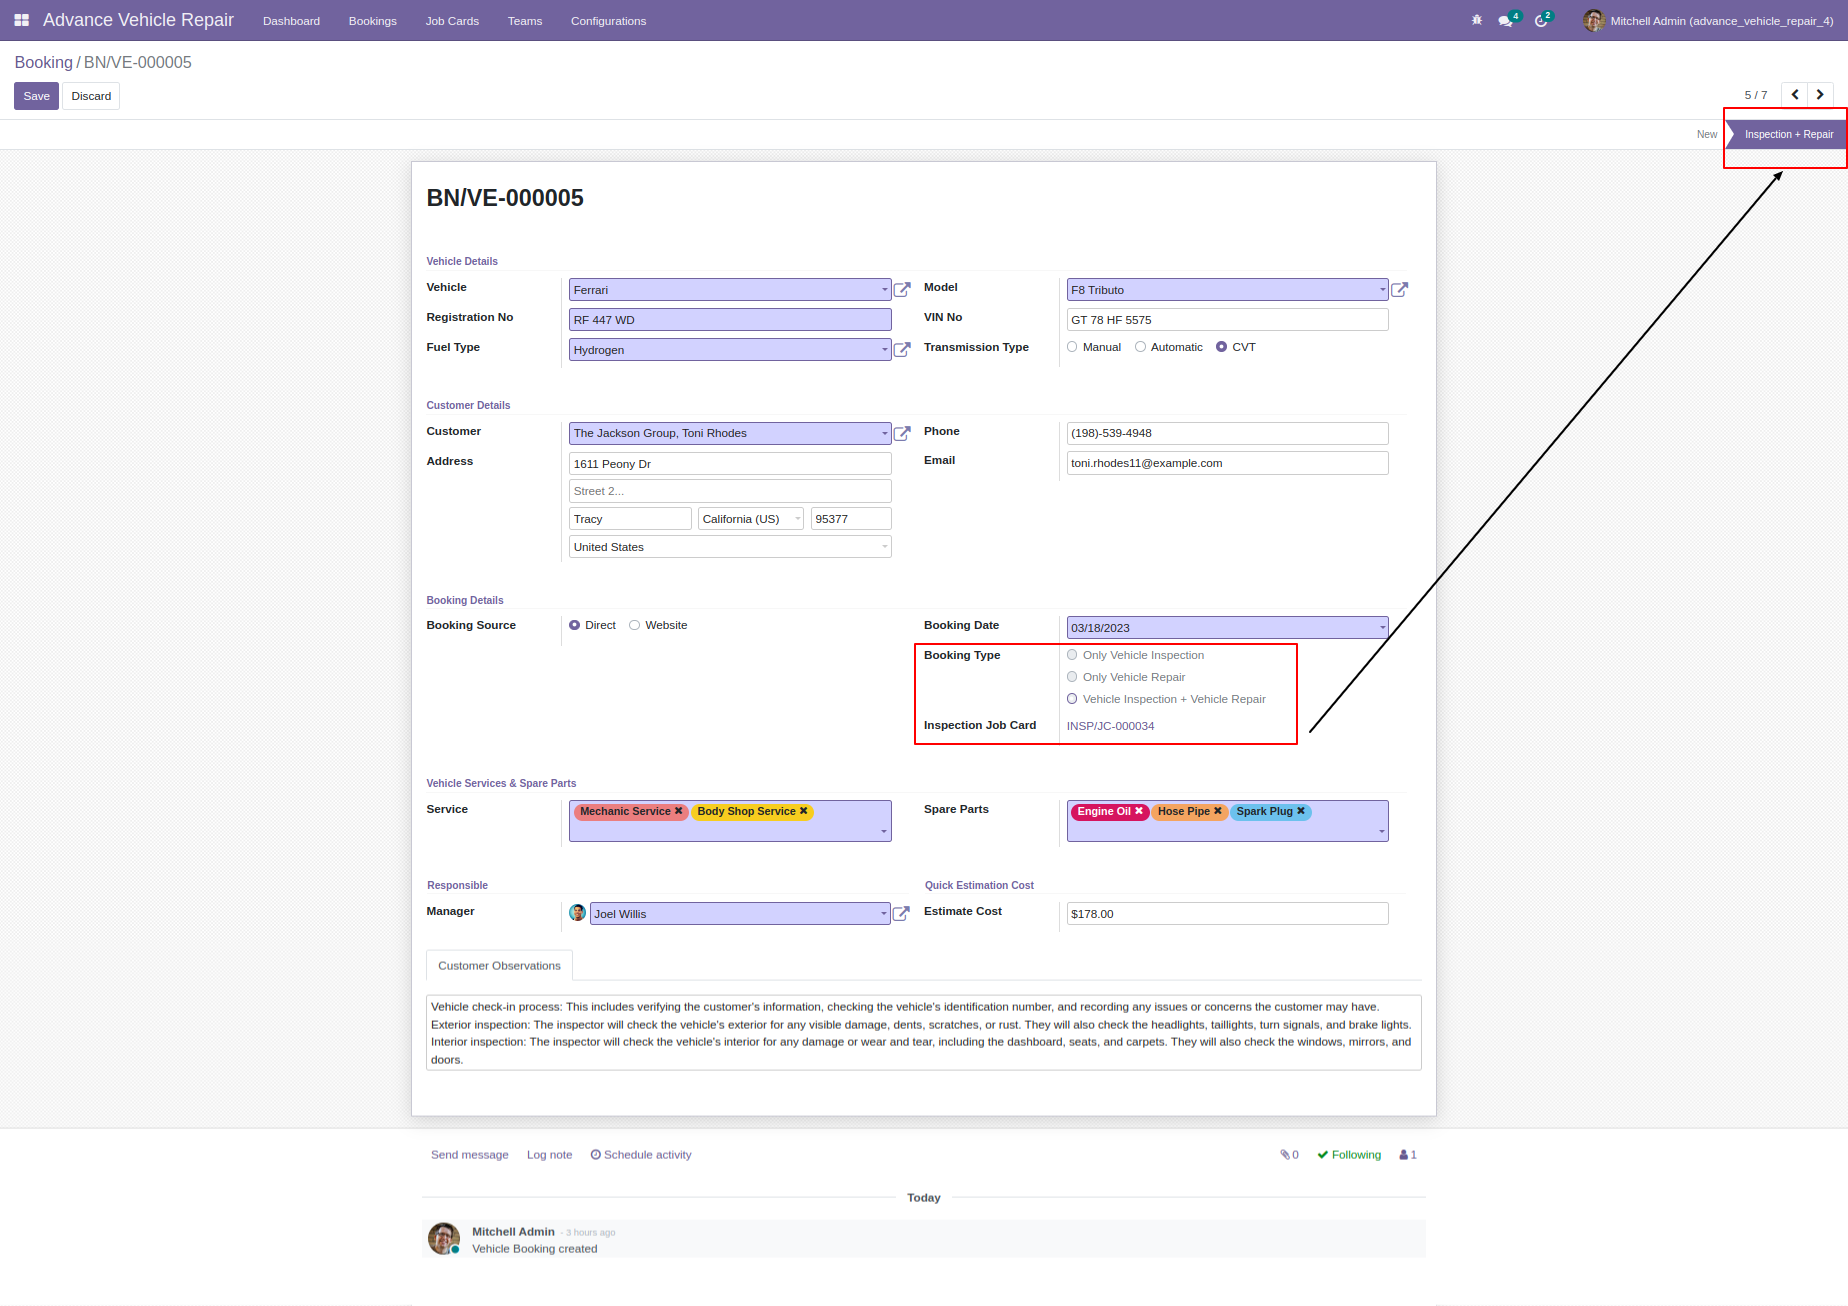 Advance Vehicle Repair Dashboard Bookings Job Cards Teams Configurations 4 2 Mitchell Admin (advance_vehicle_repair_4)
Booking / BN/VE-000005
Save Discard 5 / 7
New Inspection + Repair
BN/VE-000005
Vehicle Details
Vehicle Ferrari Model F8 Tributo
Registration No RF 447 WD VIN No GT 78 HF 5575
Fuel Type Hydrogen Transmission Type Manual Automatic CVT
Customer Details
Customer The Jackson Group, Toni Rhodes Phone (198)-539-4948
Address 1611 Peony Dr Email toni.rhodes11@example.com
Street 2...
Tracy California (US) 95377
United States
Booking Details
Booking Source Direct Website Booking Date 03/18/2023
Booking Type Only Vehicle Inspection
Only Vehicle Repair
Vehicle Inspection + Vehicle Repair
Inspection Job Card INSP/JC-000034
Vehicle Services & Spare Parts
Service Mechanic Service ✖ Body Shop Service ✖ Spare Parts Engine Oil ✖ Hose Pipe ✖ Spark Plug ✖
Responsible Quick Estimation Cost
Manager Joel Willis Estimate Cost $178.00
Customer Observations
Vehicle check-in process: This includes verifying the customer's information, checking the vehicle's identification number, and recording any issues or concerns the customer may have.
Exterior inspection: The inspector will check the vehicle's exterior for any visible damage, dents, scratches, or rust. They will also check the headlights, taillights, turn signals, and brake lights.
Interior inspection: The inspector will check the vehicle's interior for any damage or wear and tear, including the dashboard, seats, and carpets. They will also check the windows, mirrors, and
doors.
Send message Log note Schedule activity 0 Following 1
Today
Mitchell Admin - 3 hours ago
Vehicle Booking created